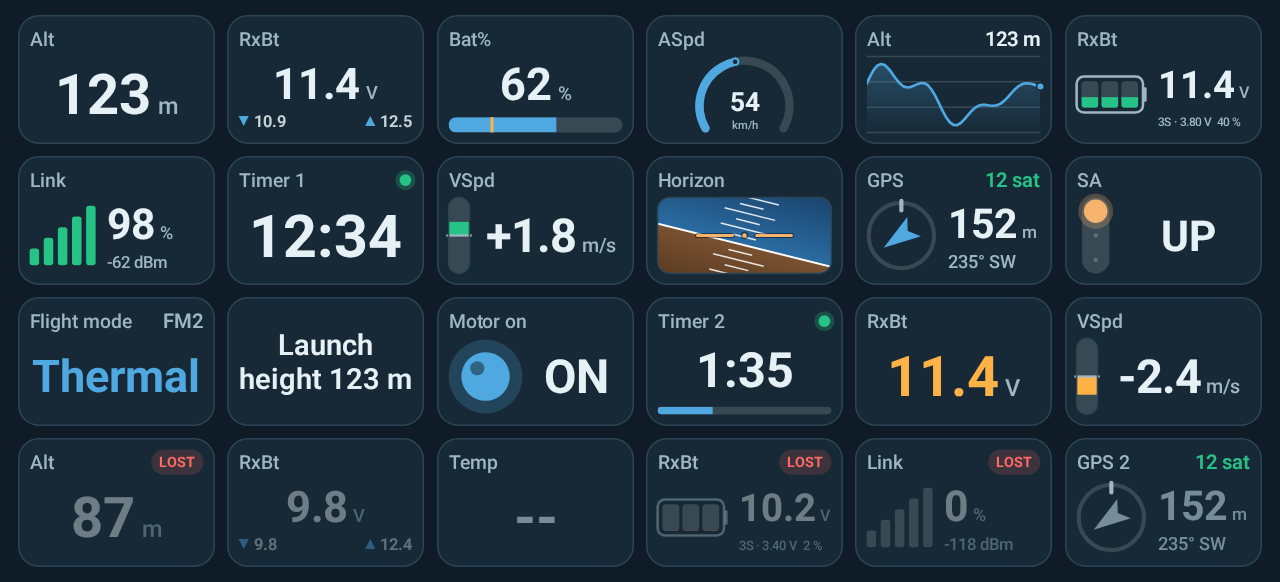 Alt
123 m
RxBt
11.4 V
▼ 10.9 ▲ 12.5
Bat%
62 %
ASpd
54
km/h
Alt 123 m
RxBt
11.4 V
3S · 3.80 V 40 %
Link
98 %
-62 dBm
Timer 1
12:34
VSpd
+1.8 m/s
Horizon
GPS 12 sat
152 m
235° SW
SA
UP
Flight mode FM2
Thermal
Launch
height 123 m
Motor on
ON
Timer 2
1:35
RxBt
11.4 V
VSpd
-2.4 m/s
Alt LOST
87 m
RxBt
9.8 V
▼ 9.8 ▲ 12.4
Temp
--
RxBt LOST
10.2 V
3S · 3.40 V 2 %
Link LOST
0 %
-118 dBm
GPS 2 12 sat
152 m
235° SW